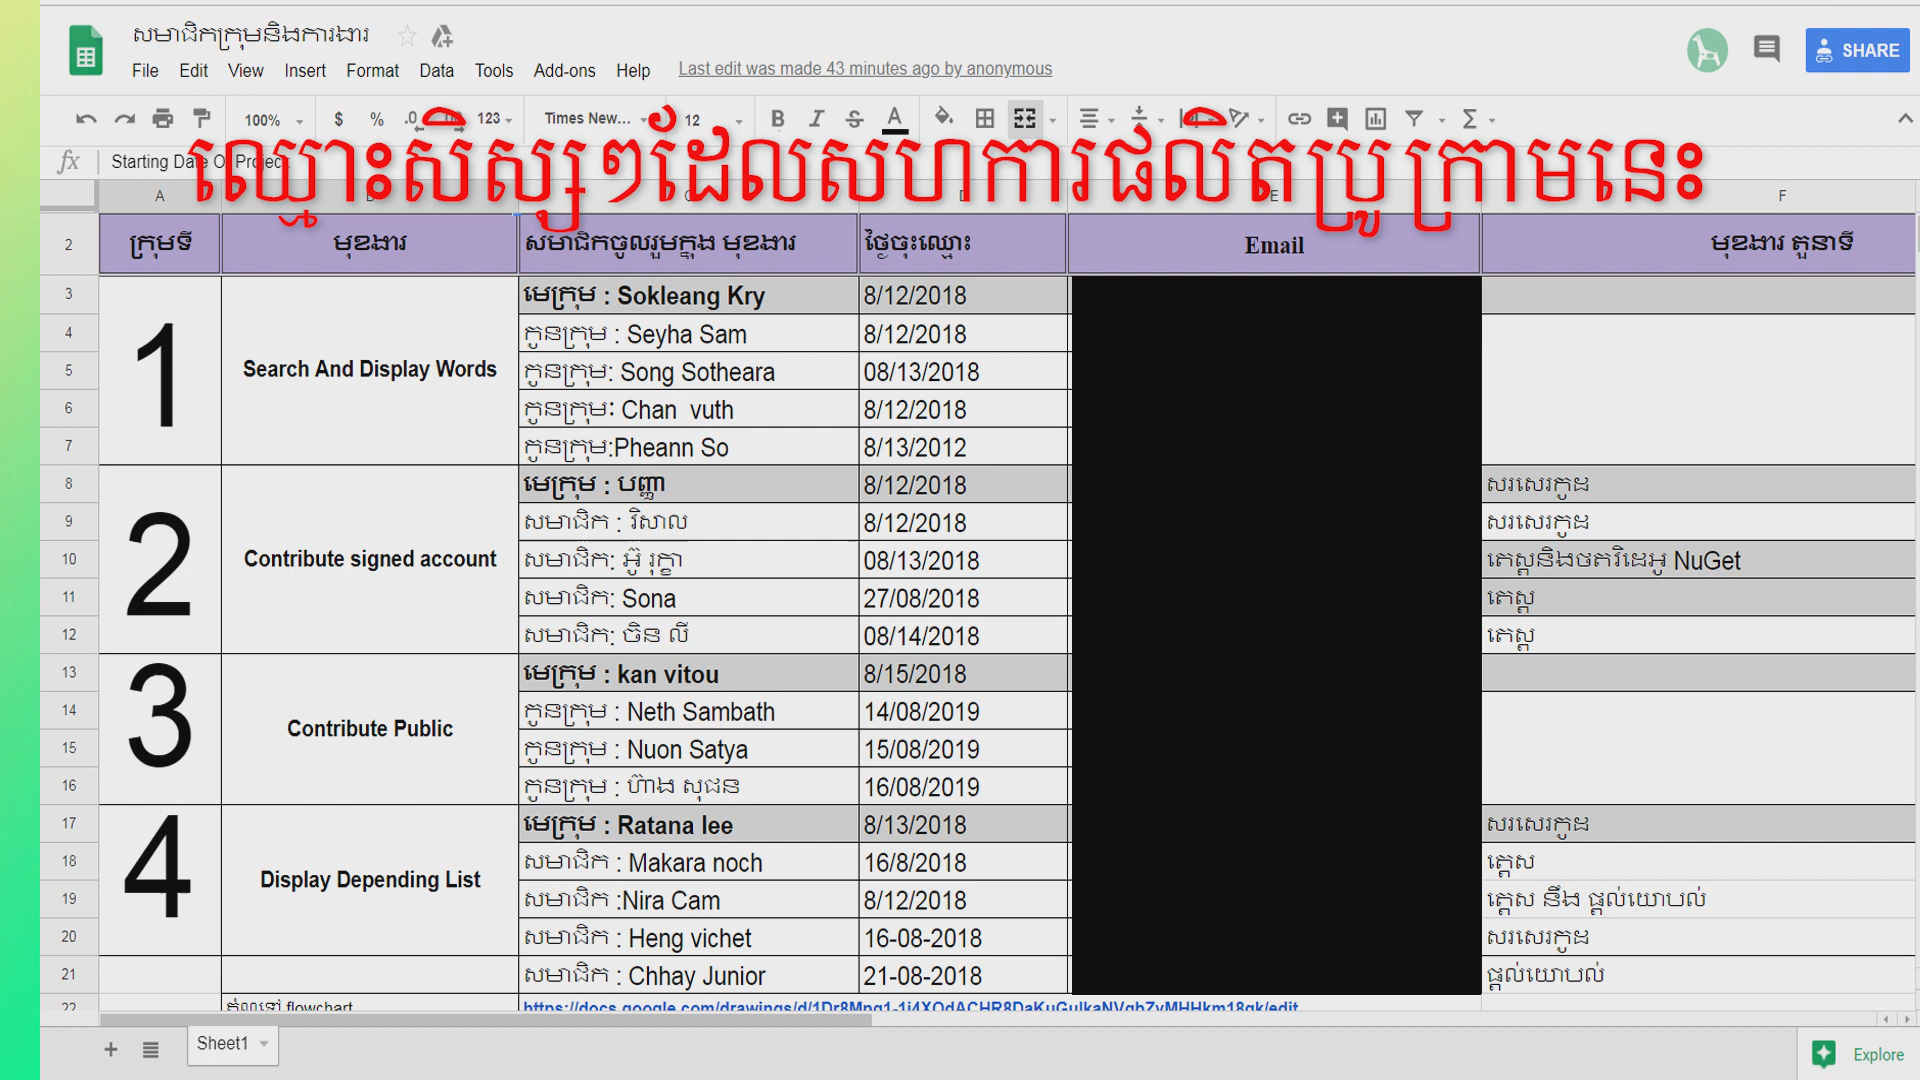 សមាជិកក្រុមនិងការងារ
File Edit View Insert Format Data Tools Add-ons Help Last edit was made 43 minutes ago by anonymous
SHARE
100% $ % .0 123 Times New... 12 B I S A
fx Starting Date Of Project
ឈ្មោះសិស្សៗដែលសហការផលិតប្រូក្រាមនេះ
A B C D E F
2 ក្រុមទី មុខងារ សមាជិកចូលរួមក្នុង មុខងារ ថ្ងៃចុះឈ្មោះ Email មុខងារ តួនាទី
1 Search And Display Words
3 មេក្រុម : Sokleang Kry 8/12/2018
4 កូនក្រុម : Seyha Sam 8/12/2018
5 កូនក្រុម: Song Sotheara 08/13/2018
6 កូនក្រុម: Chan vuth 8/12/2018
7 កូនក្រុម:Pheann So 8/13/2012
2 Contribute signed account
8 មេក្រុម : បញ្ញា 8/12/2018 សរសេរកូដ
9 សមាជិក : វិសាល 8/12/2018 សរសេរកូដ
10 សមាជិក: អ៊ូ រុក្ខា 08/13/2018 តេស្តនិងថតវិដេអូ NuGet
11 សមាជិក: Sona 27/08/2018 តេស្ត
12 សមាជិក: ចិន លី 08/14/2018 តេស្ត
3 Contribute Public
13 មេក្រុម : kan vitou 8/15/2018
14 កូនក្រុម : Neth Sambath 14/08/2019
15 កូនក្រុម : Nuon Satya 15/08/2019
16 កូនក្រុម : ហ៊ាង សុជន 16/08/2019
4 Display Depending List
17 មេក្រុម : Ratana lee 8/13/2018 សរសេរកូដ
18 សមាជិក : Makara noch 16/8/2018 ត្តេស
19 សមាជិក :Nira Cam 8/12/2018 ត្តេស នឹង ផ្តល់យោបល់
20 សមាជិក : Heng vichet 16-08-2018 សរសេរកូដ
21 សមាជិក : Chhay Junior 21-08-2018 ផ្តល់យោបល់
22 flowchart
Sheet1
Explore